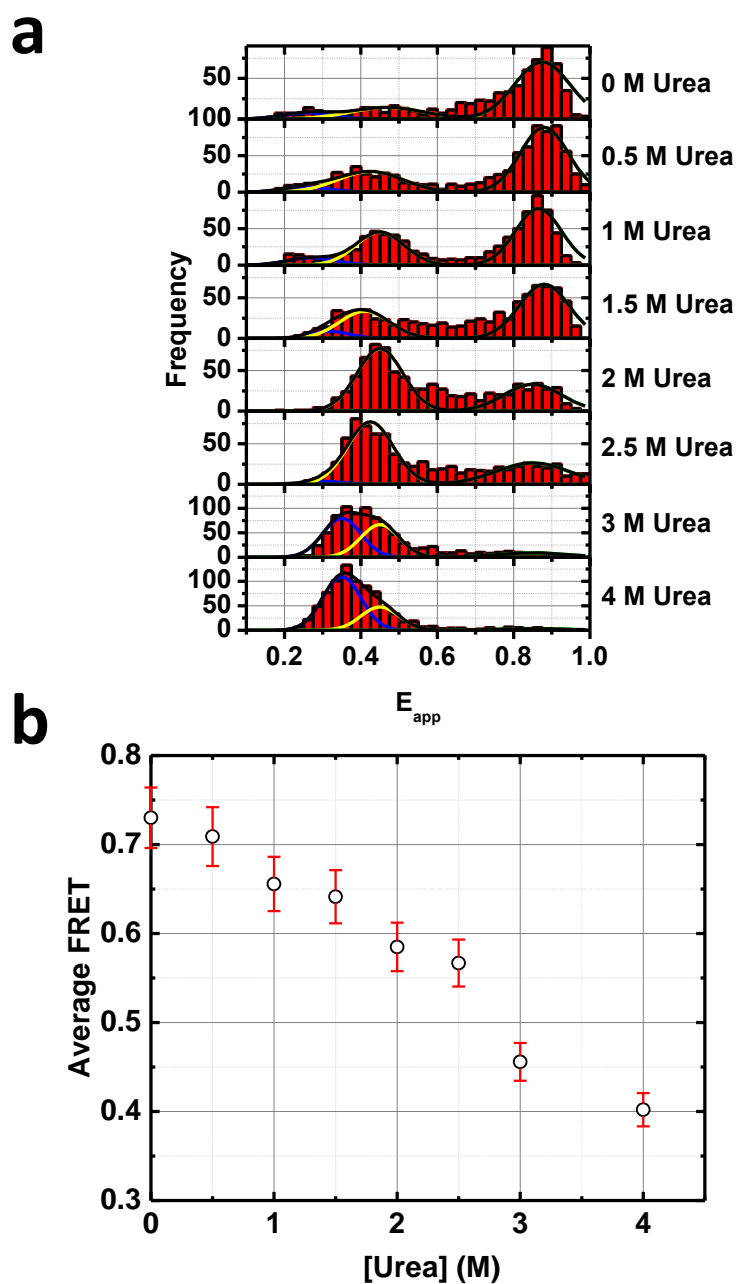 a
50
100
0 M Urea
50
0
0.5 M Urea
50
0
1 M Urea
50
0
1.5 M Urea
50
0
2 M Urea
50
0
2.5 M Urea
100
50
0
3 M Urea
100
50
0
4 M Urea
Frequency
0.2 0.4 0.6 0.8 1.0
E app
b
0.8
0.7
0.6
0.5
0.4
0.3
Average FRET
0 1 2 3 4
[Urea] (M)